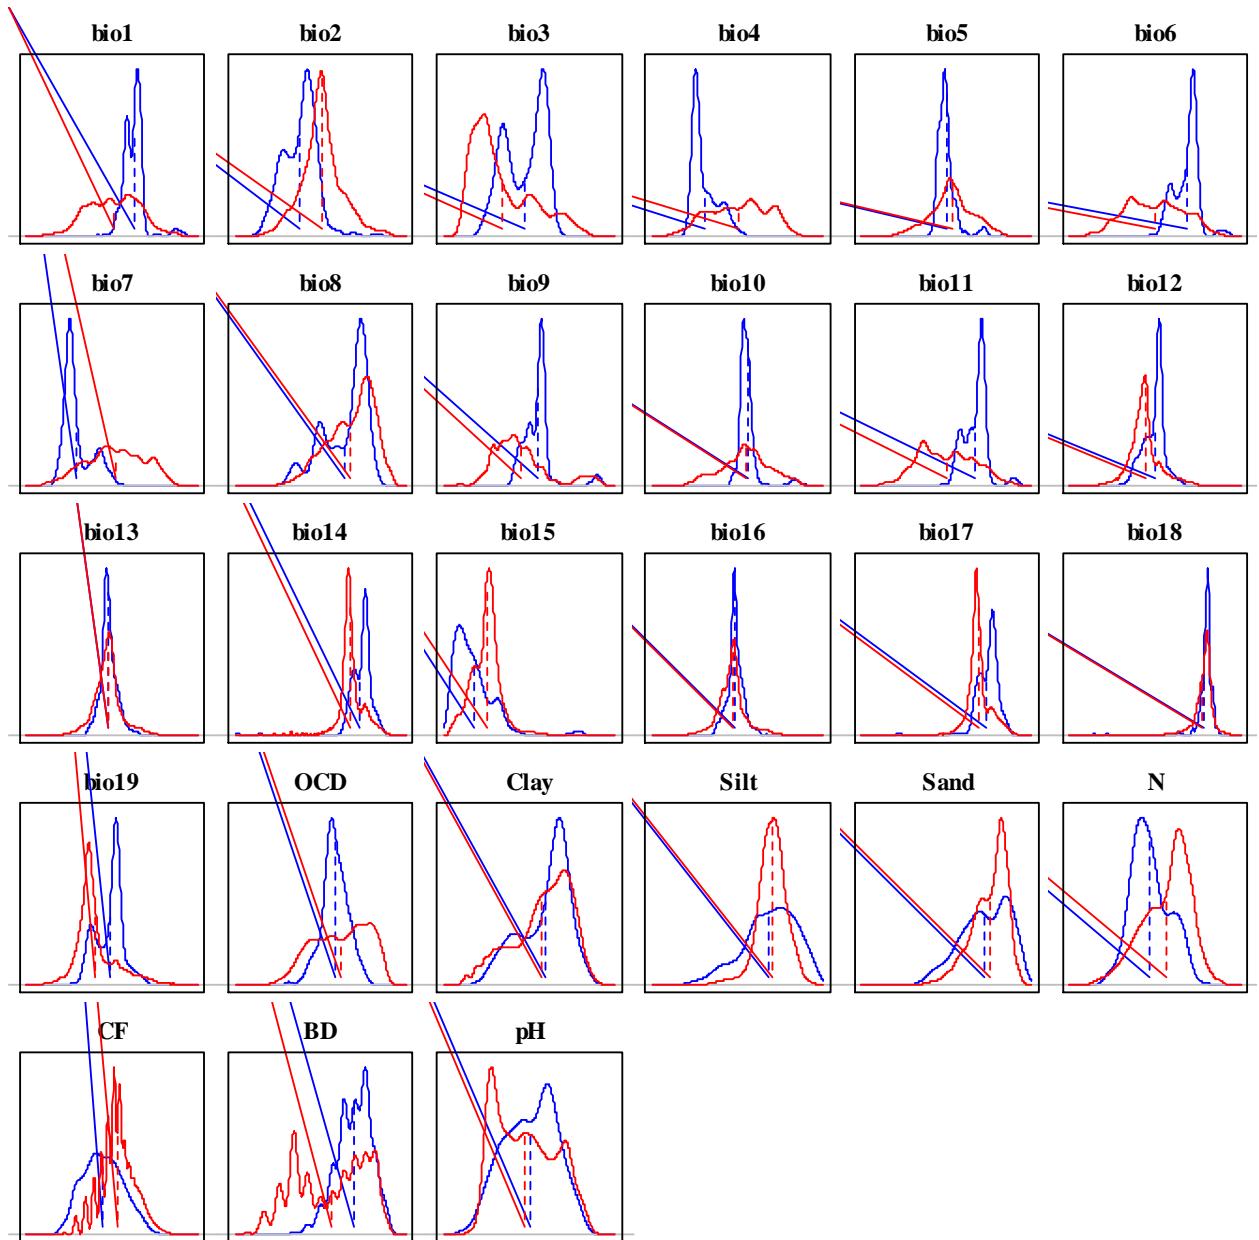 bio1 bio2 bio3 bio4 bio5 bio6
bio7 bio8 bio9 bio10 bio11 bio12
bio13 bio14 bio15 bio16 bio17 bio18
bio19 OCD Clay Silt Sand N
CF BD pH